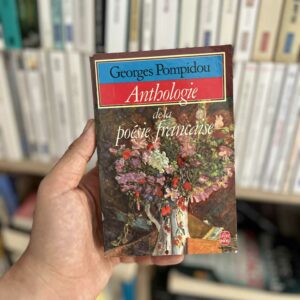 Georges Pompidou
Anthologie
de la
poésie française